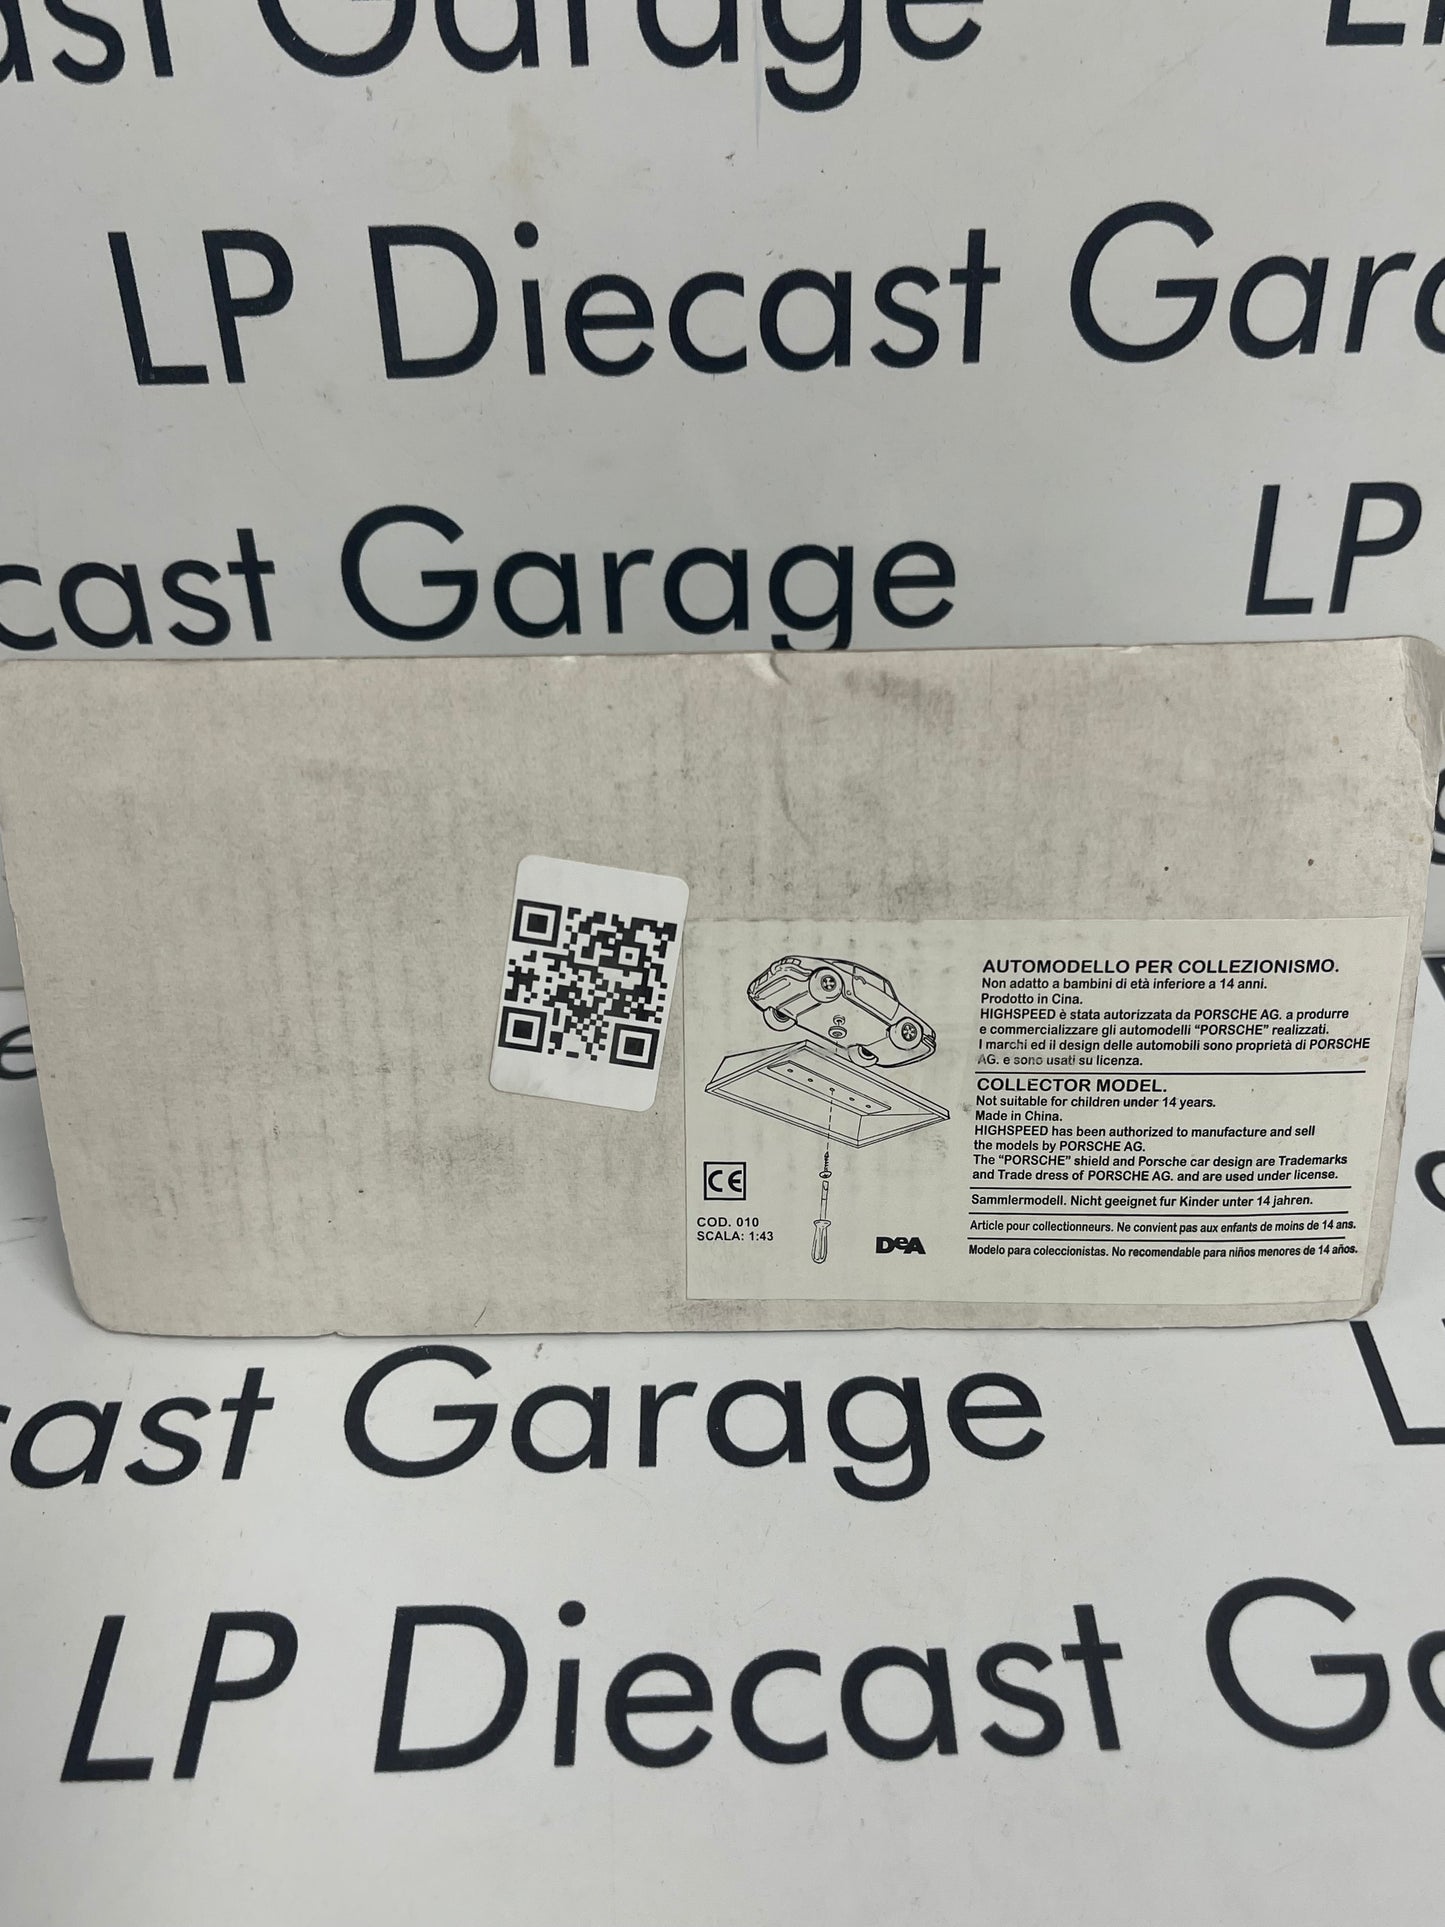 ast Garage
LP Diecast Garage
cast Garage LP
AUTOMODELLO PER COLLEZIONISMO.
Non adatto a bambini di età inferiore a 14 anni.
Prodotto in Cina.
HIGHSPEED è stata autorizzata da PORSCHE AG. a produrre
e commercializzare gli automodelli “PORSCHE” realizzati.
I marchi ed il design delle automobili sono proprietà di PORSCHE
AG. e sono usati su licenza.
COLLECTOR MODEL.
Not suitable for children under 14 years.
Made in China.
HIGHSPEED has been authorized to manufacture and sell
the models by PORSCHE AG.
The “PORSCHE” shield and Porsche car design are Trademarks
and Trade dress of PORSCHE AG. and are used under license.
Sammlermodell. Nicht geeignet fur Kinder unter 14 jahren.
Article pour collectionneurs. Ne convient pas aux enfants de moins de 14 ans.
Modelo para coleccionistas. No recomendable para niños menores de 14 años.
CE
COD. 010
SCALA: 1:43
DeA
cast Garage
LP Diecast Ga